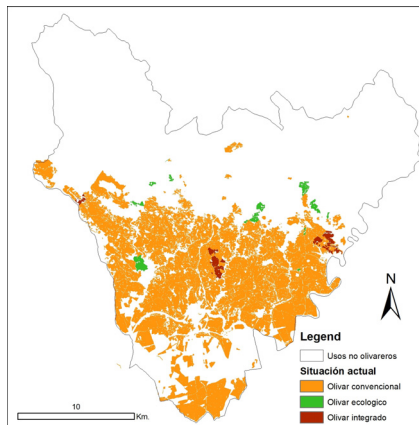 N
Legend
Usos no olivareros
Situación actual
Olivar convencional
Olivar ecologico
Olivar integrado
10
Km.